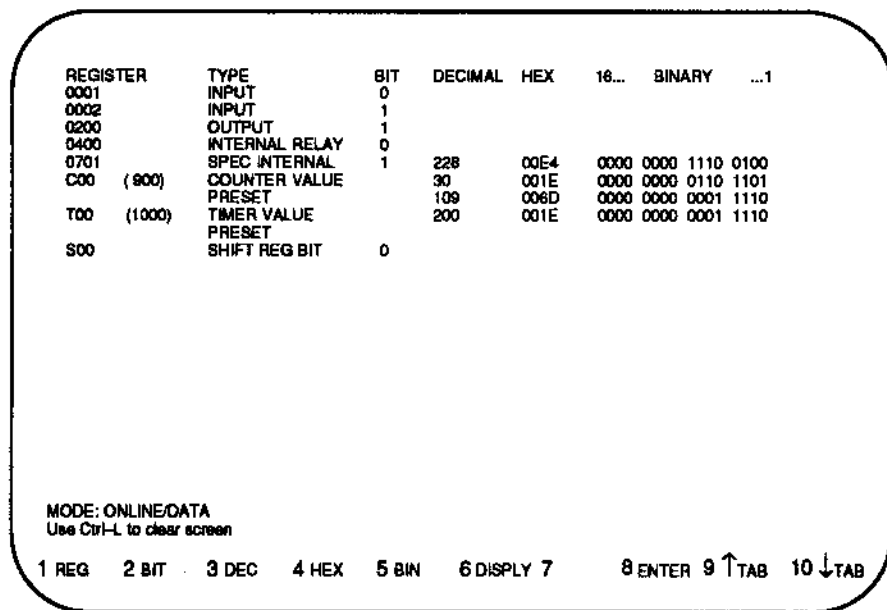 REGISTER TYPE BIT DECIMAL HEX 16... BINARY ...1
0001 INPUT 0
0002 INPUT 1
0200 OUTPUT 1
0400 INTERNAL RELAY 0
0701 SPEC INTERNAL 1 228 00E4 0000 0000 1110 0100
C00 (900) COUNTER VALUE 30 001E 0000 0000 0110 1101
PRESET 109 006D 0000 0000 0001 1110
T00 (1000) TIMER VALUE 200 001E 0000 0000 0001 1110
PRESET
S00 SHIFT REG BIT 0
MODE: ONLINE/DATA
Use Ctrl-L to clear screen
1 REG 2 BIT 3 DEC 4 HEX 5 BIN 6 DISPLY 7 8 ENTER 9 ↑TAB 10 ↓TAB